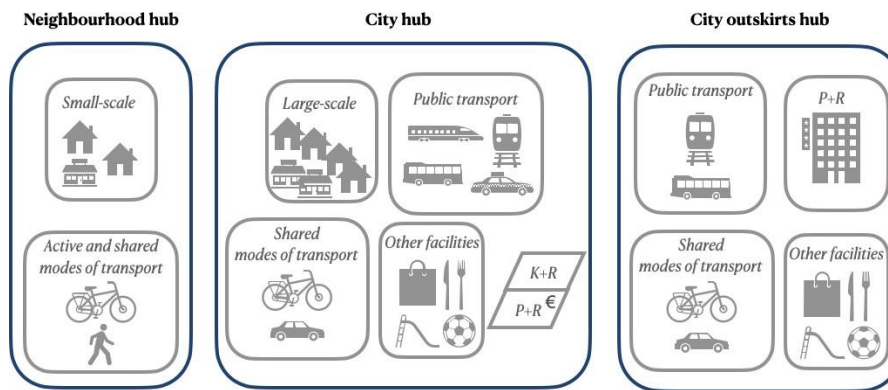 Neighbourhood hub
Small-scale
Active and shared
modes of transport
City hub
Large-scale
Public transport
Shared
modes of transport
Other facilities
K+R
P+R €
City outskirts hub
Public transport
P+R
Shared
modes of transport
Other facilities